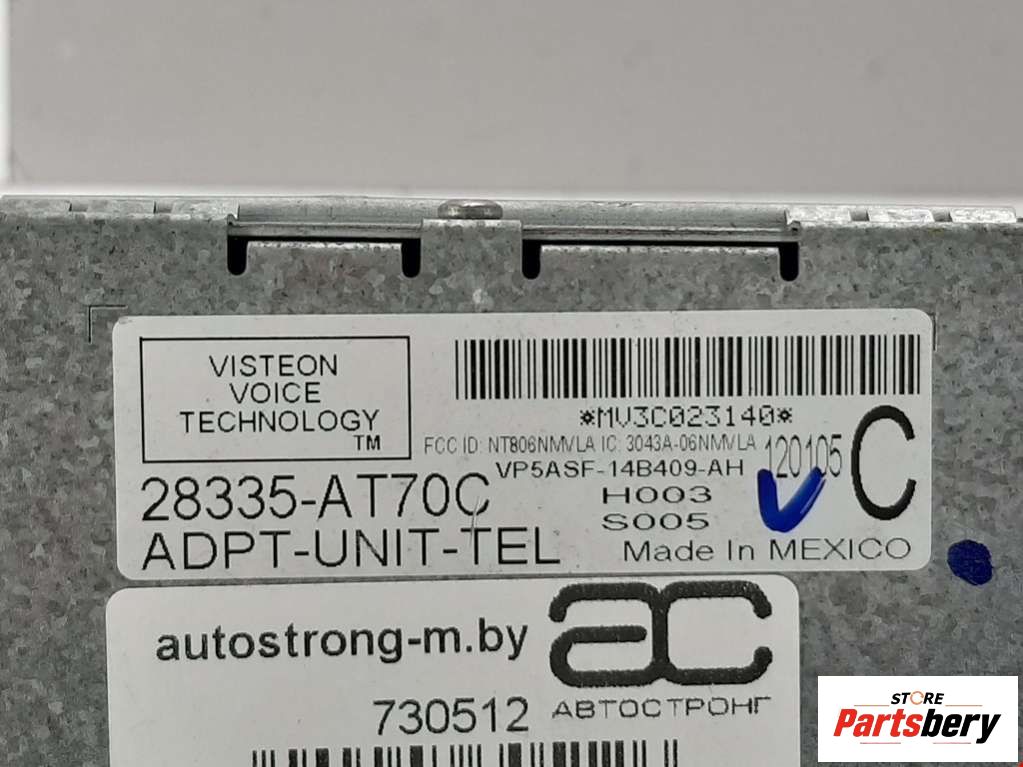 VISTEON
VOICE
TECHNOLOGY
TM
*MV3C023140*
FCC ID: NT806NMVLA IC: 3043A-06NMVLA
VP5ASF-14B409-AH
120105
C
28335-AT70C
H003
S005
ADPT-UNIT-TEL
Made In MEXICO
autostrong-m.by
ac
730512
АВТОСТРОНГ
STORE
Partsbery